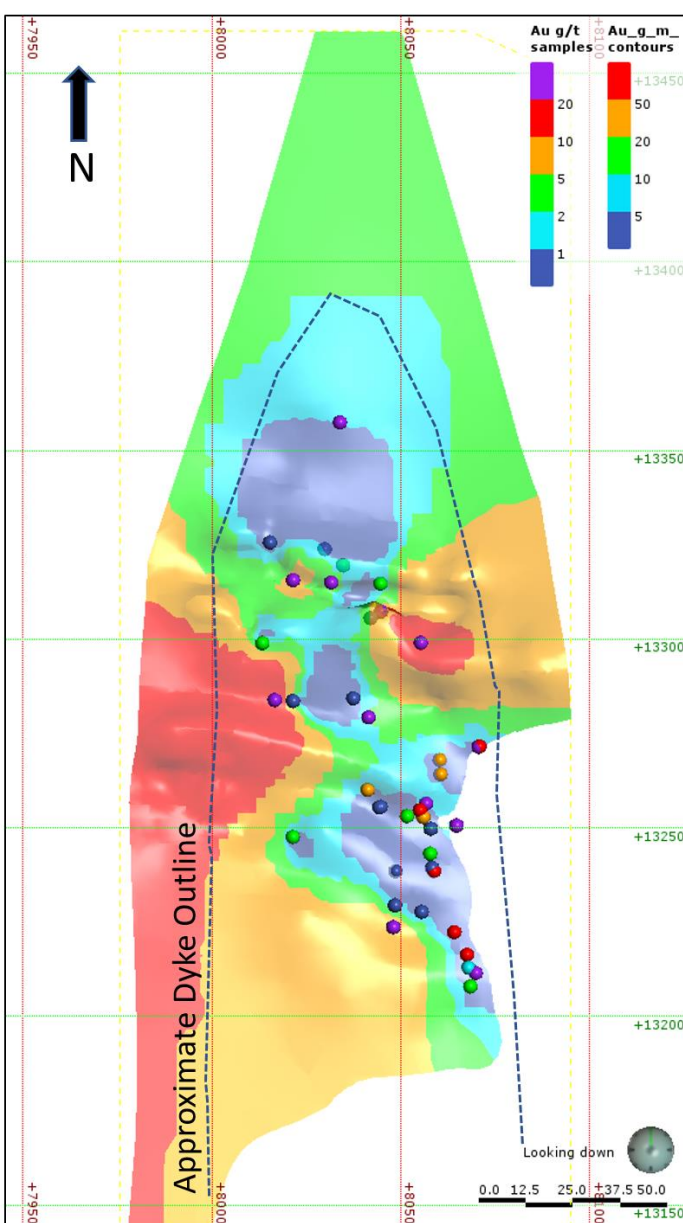 +7950
+8050
+8100
Au g/t
samples
Au_g_m_
contours
20
10
5
2
1
50
20
10
5
+13450
N
+13400
+13350
+13300
+13250
+13200
Approximate Dyke Outline
Looking down
0.0 12.5 25.0 37.5 50.0
+7950
+8000
+8050
+8100
+13150